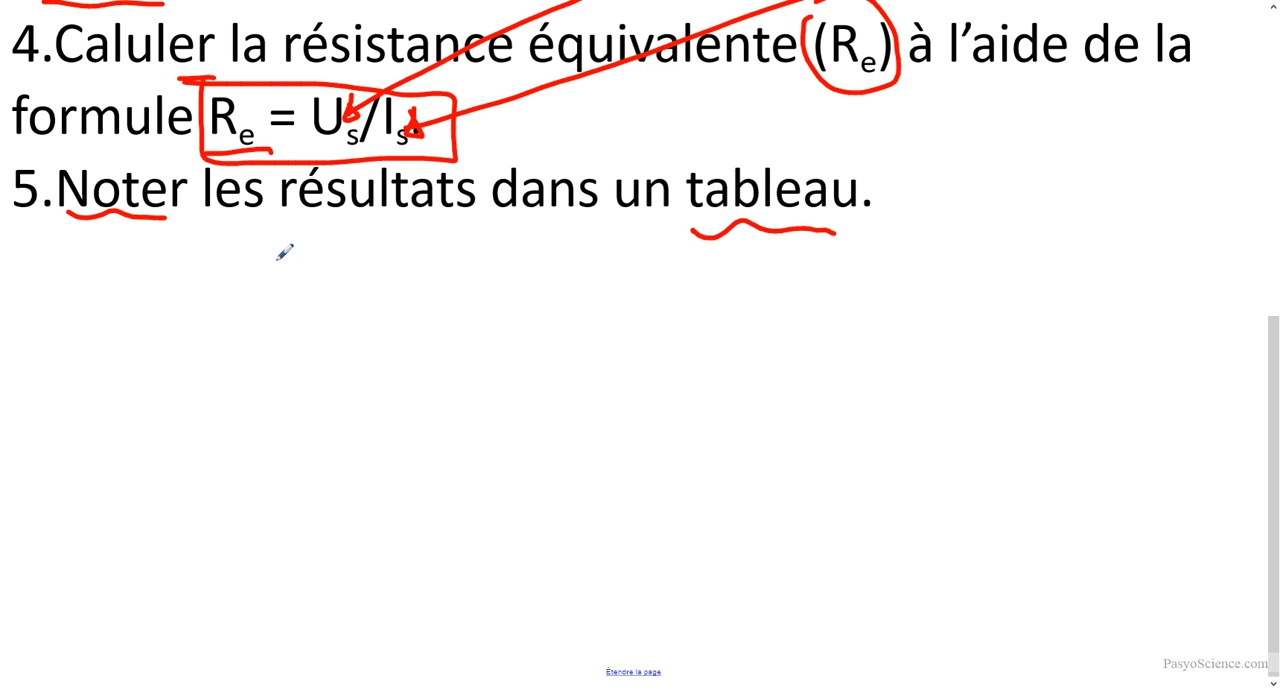 4.Caluler la résistance équivalente (Re) à l’aide de la
formule Re = Us/Is.
5.Noter les résultats dans un tableau.
PasyoScience.com
Étendre la page